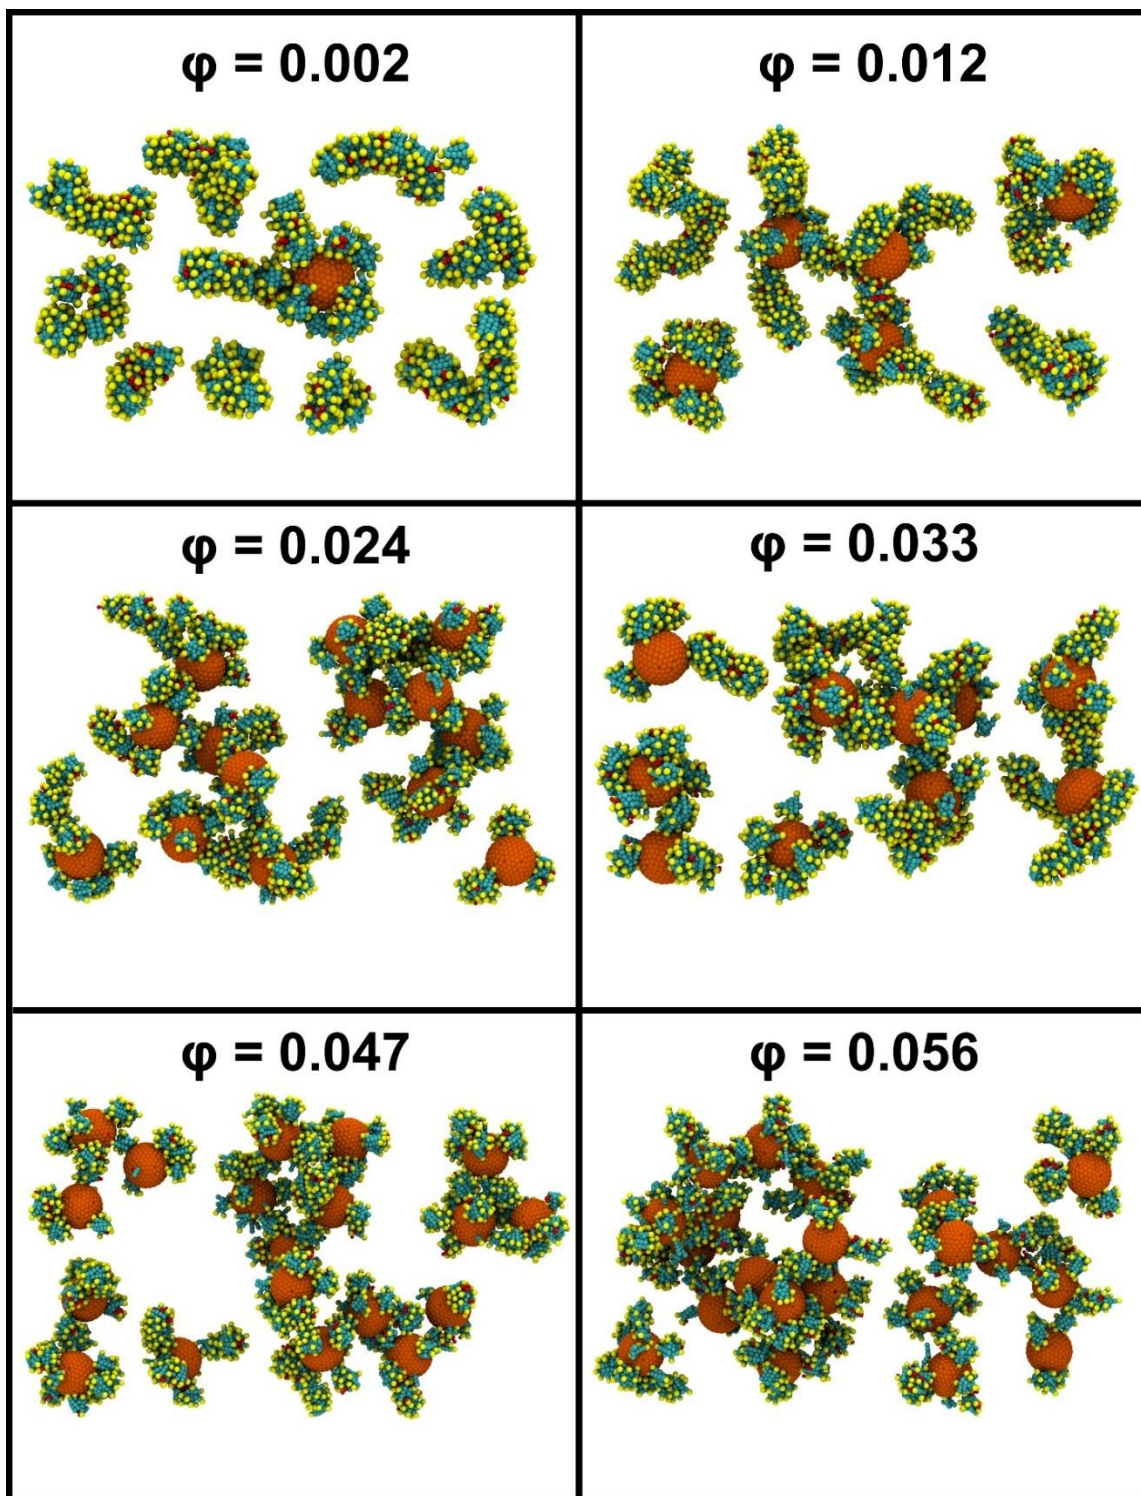 φ = 0.002
φ = 0.012
φ = 0.024
φ = 0.033
φ = 0.047
φ = 0.056